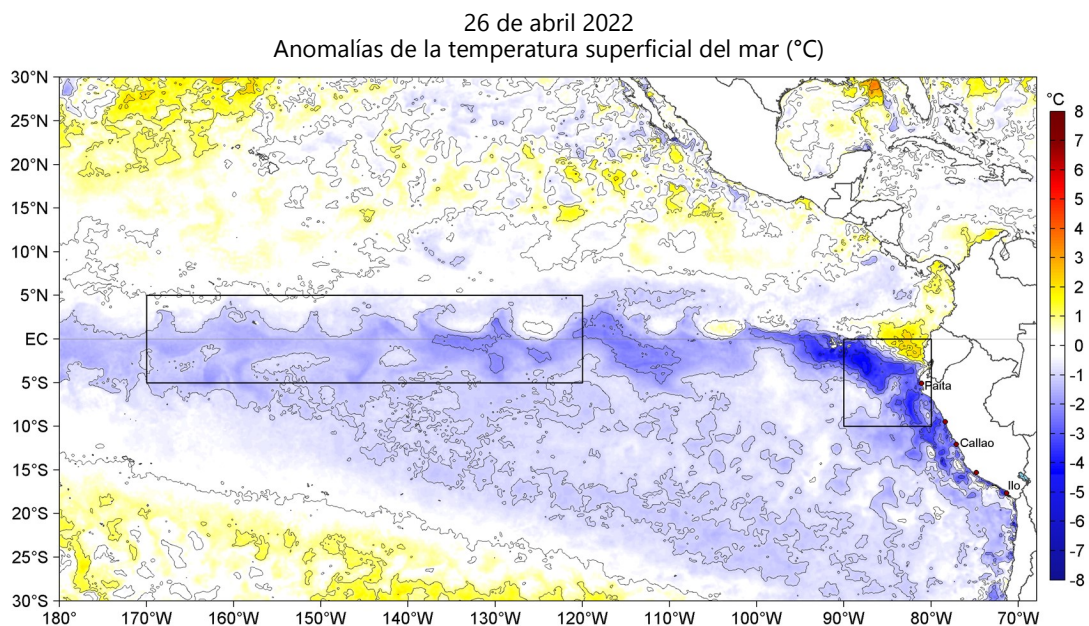 26 de abril 2022
Anomalías de la temperatura superficial del mar (°C)
30°N
25°N
20°N
15°N
10°N
5°N
EC
5°S
10°S
15°S
20°S
25°S
30°S
180°W 170°W 160°W 150°W 140°W 130°W 120°W 110°W 100°W 90°W 80°W 70°W
Paita
Callao
Ilo
°C
8
7
6
5
4
3
2
1
0
-1
-2
-3
-4
-5
-6
-7
-8